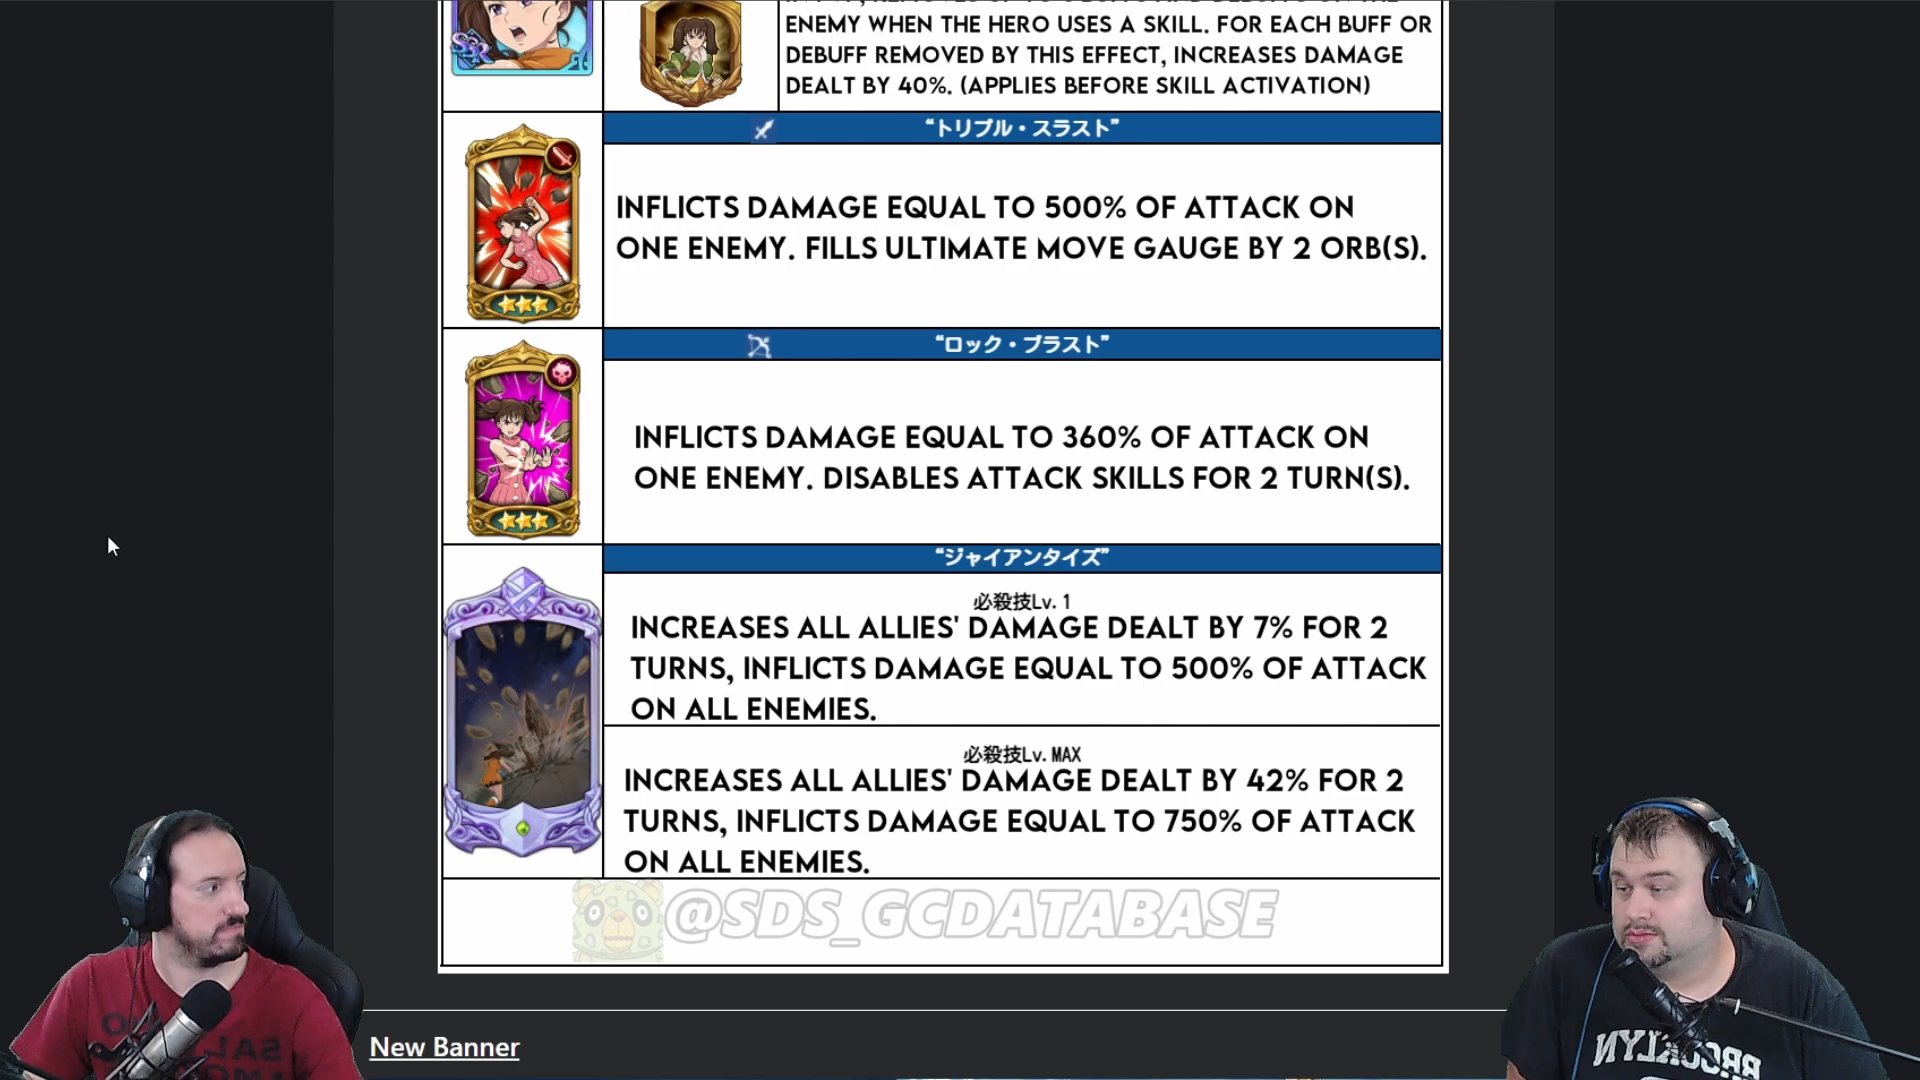 ENEMY WHEN THE HERO USES A SKILL. FOR EACH BUFF OR
SSR
DEBUFF REMOVED BY THIS EFFECT, INCREASES DAMAGE
DEALT BY 40%. (APPLIES BEFORE SKILL ACTIVATION)
“トリプル・スラスト”
INFLICTS DAMAGE EQUAL TO 500% OF ATTACK ON
ONE ENEMY. FILLS ULTIMATE MOVE GAUGE BY 2 ORB(S).
“ロック・ブラスト”
INFLICTS DAMAGE EQUAL TO 360% OF ATTACK ON
ONE ENEMY. DISABLES ATTACK SKILLS FOR 2 TURN(S).
“ジャイアンタイズ”
必殺技Lv. 1
INCREASES ALL ALLIES' DAMAGE DEALT BY 7% FOR 2
TURNS, INFLICTS DAMAGE EQUAL TO 500% OF ATTACK
ON ALL ENEMIES.
必殺技Lv. MAX
INCREASES ALL ALLIES' DAMAGE DEALT BY 42% FOR 2
TURNS, INFLICTS DAMAGE EQUAL TO 750% OF ATTACK
ON ALL ENEMIES.
@SDS_GCDATABASE
New Banner
BROOKLYN